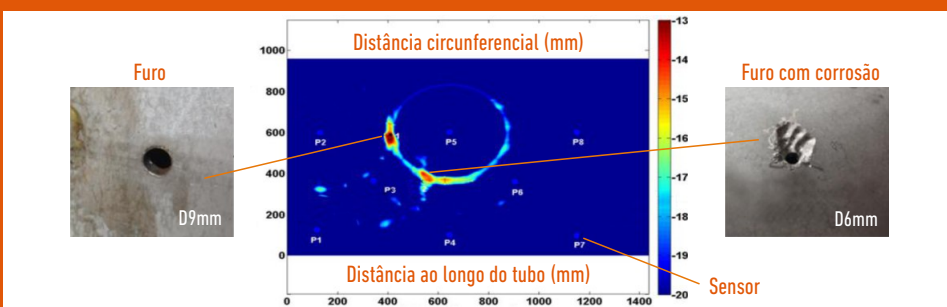 Distância circunferencial (mm)
Furo
D9mm
Furo com corrosão
D6mm
1000
800
600
400
200
0
P2
P5
P8
P3
P6
P1
P4
P7
-13
-14
-15
-16
-17
-18
-19
-20
Distância ao longo do tubo (mm)
Sensor
0 200 400 600 800 1000 1200 1400